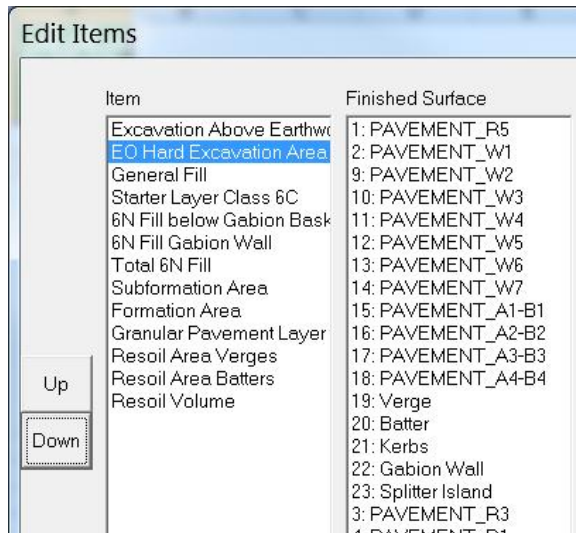 Edit Items
Item
Excavation Above Earthw
EO Hard Excavation Area
General Fill
Starter Layer Class 6C
6N Fill below Gabion Bask
6N Fill Gabion Wall
Total 6N Fill
Subformation Area
Formation Area
Granular Pavement Layer
Resoil Area Verges
Resoil Area Batters
Resoil Volume
Up
Down
Finished Surface
1: PAVEMENT_R5
2: PAVEMENT_W1
9: PAVEMENT_W2
10: PAVEMENT_W3
11: PAVEMENT_W4
12: PAVEMENT_W5
13: PAVEMENT_W6
14: PAVEMENT_W7
15: PAVEMENT_A1-B1
16: PAVEMENT_A2-B2
17: PAVEMENT_A3-B3
18: PAVEMENT_A4-B4
19: Verge
20: Batter
21: Kerbs
22: Gabion Wall
23: Splitter Island
3: PAVEMENT_R3
4: PAVEMENT_R1